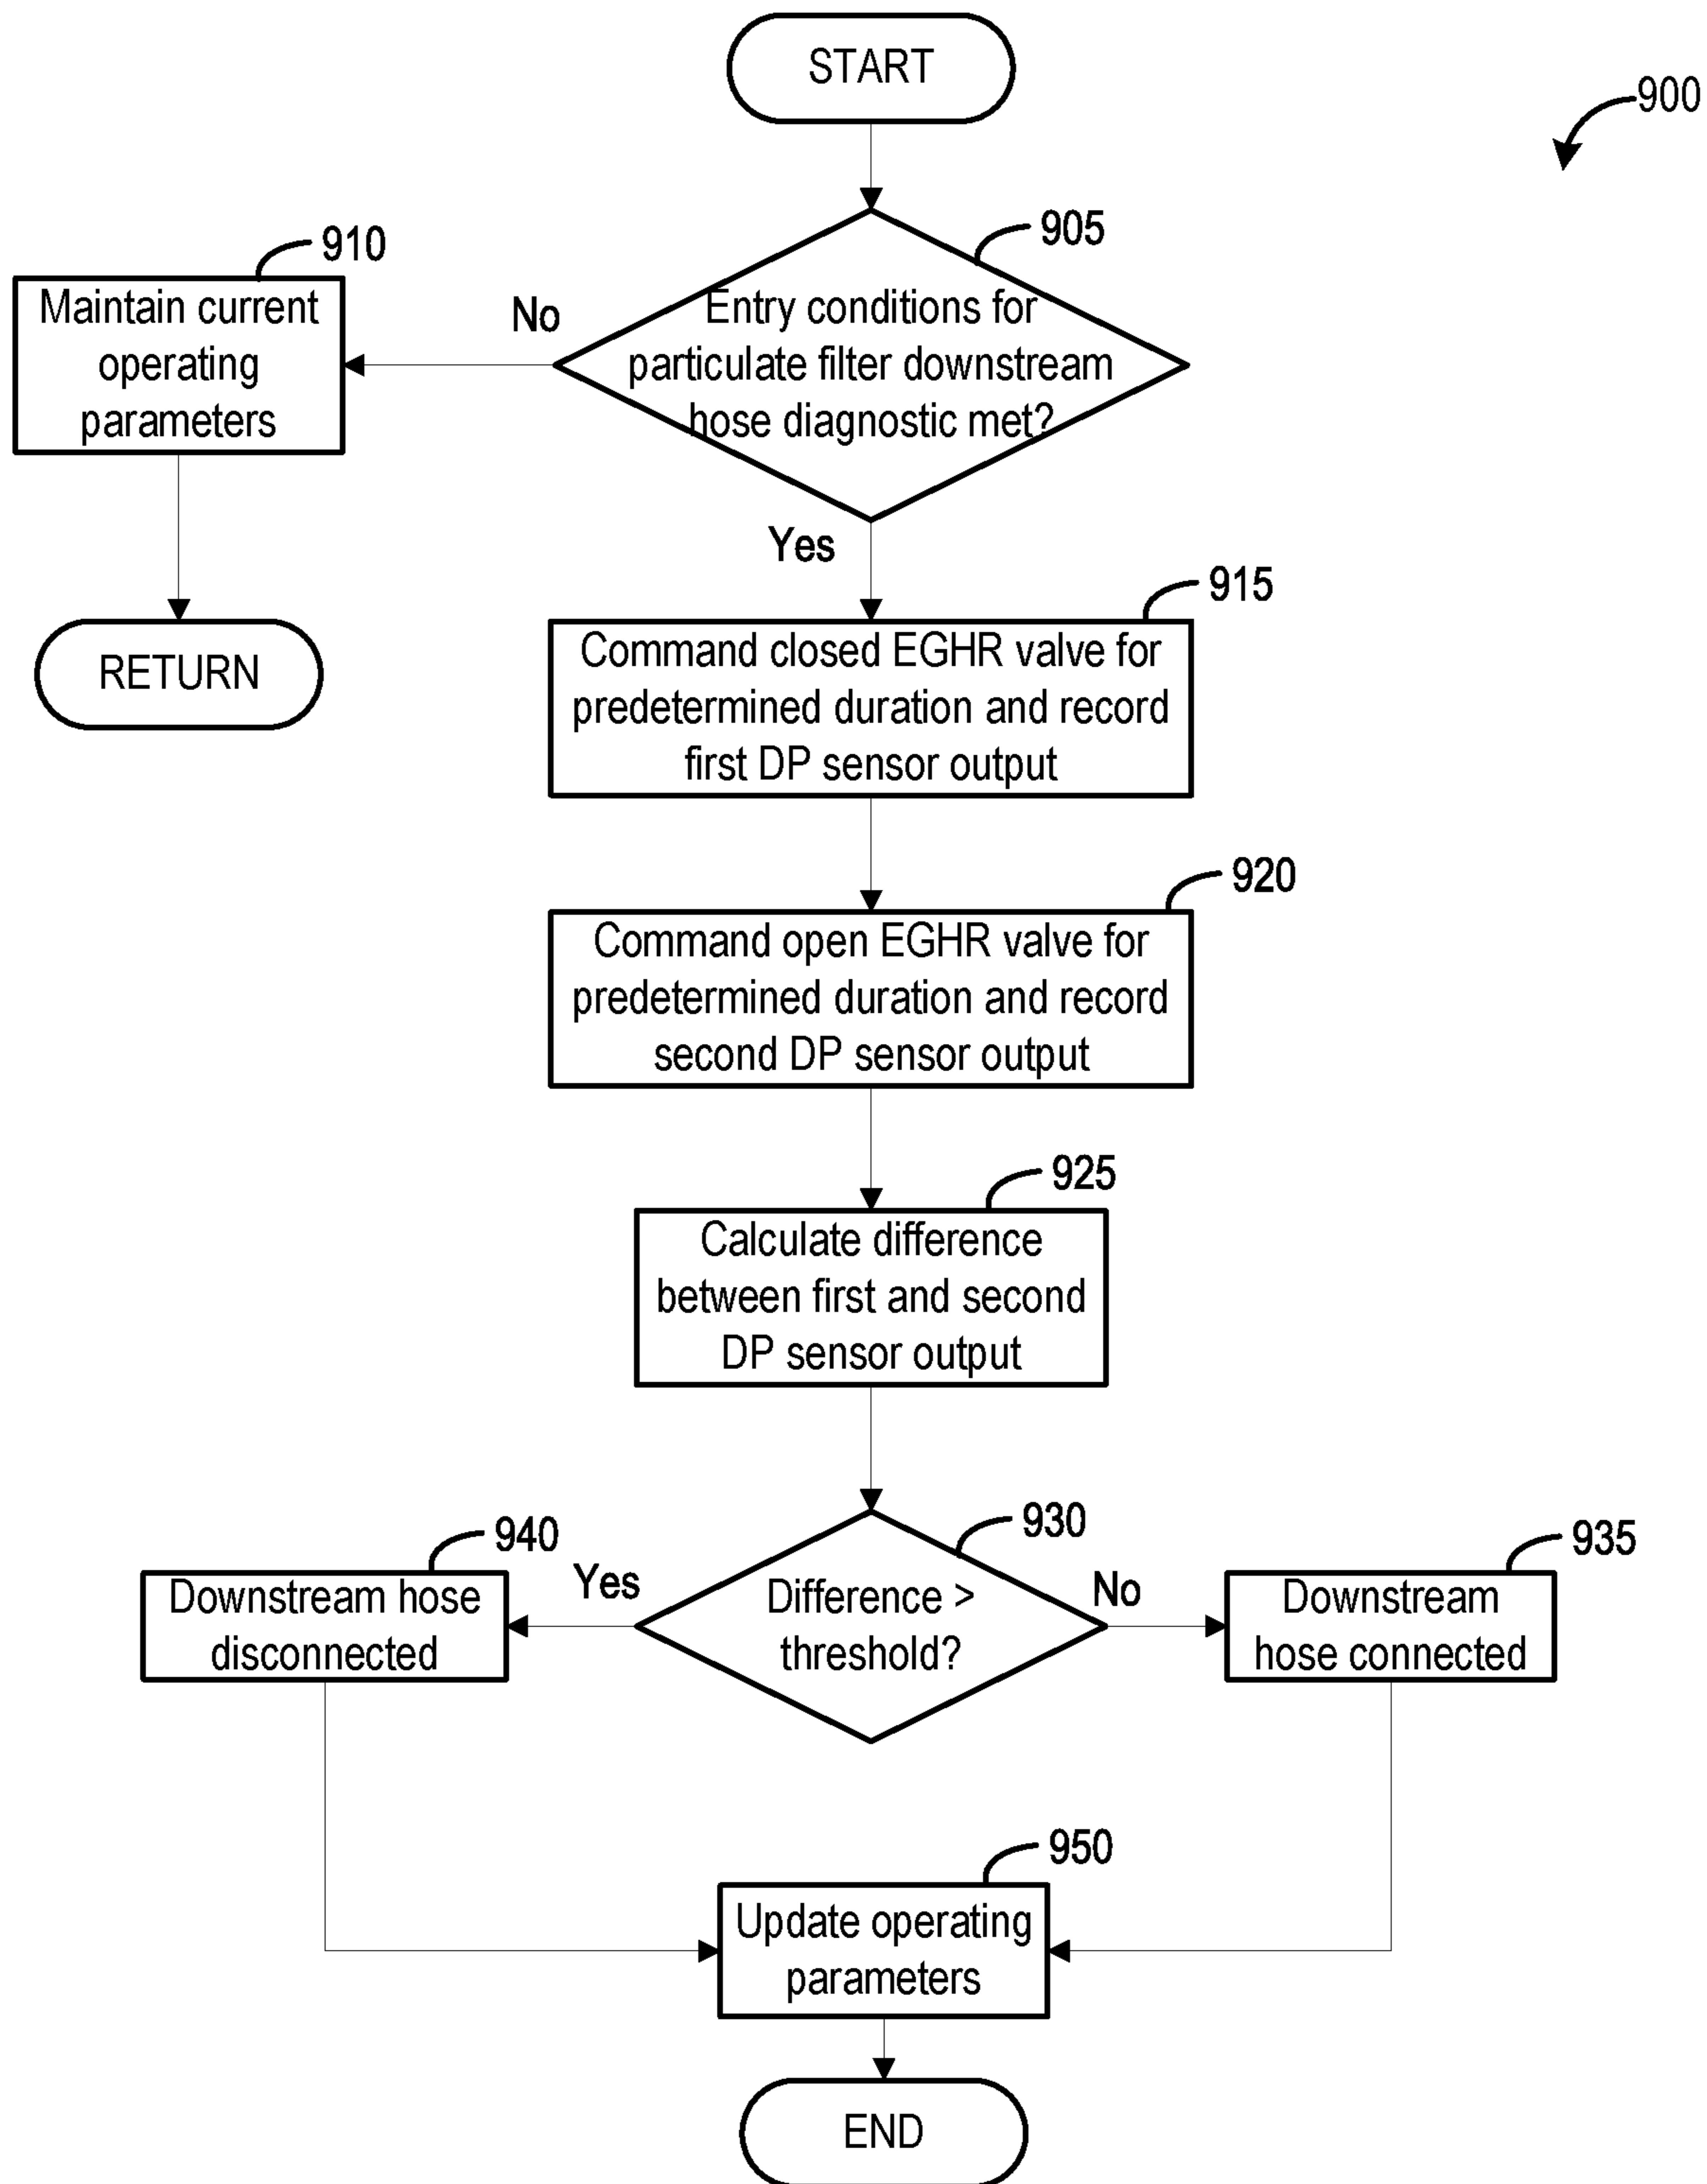 START
900
905
Entry conditions for
particulate filter downstream
hose diagnostic met?
No
910
Maintain current
operating
parameters
RETURN
Yes
915
Command closed EGHR valve for
predetermined duration and record
first DP sensor output
920
Command open EGHR valve for
predetermined duration and record
second DP sensor output
925
Calculate difference
between first and second
DP sensor output
930
Difference >
threshold?
Yes
940
Downstream hose
disconnected
No
935
Downstream
hose connected
950
Update operating
parameters
END